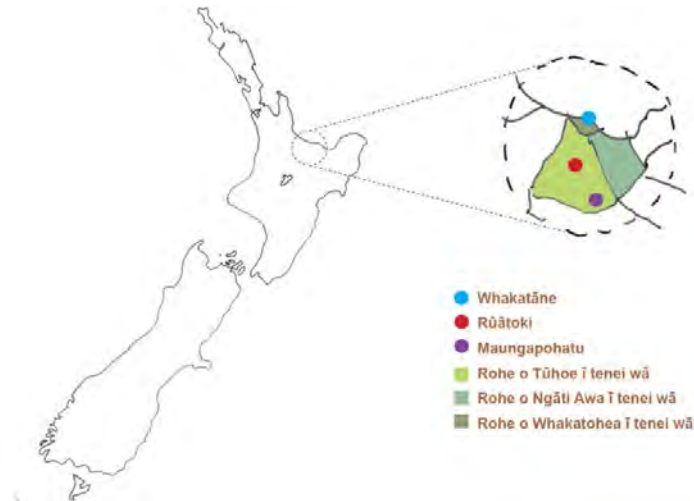 Whakatāne
Rūātoki
Maungapohatu
Rohe o Tūhoe ī tenei wā
Rohe o Ngāti Awa ī tenei wā
Rohe o Whakatohea ī tenei wā